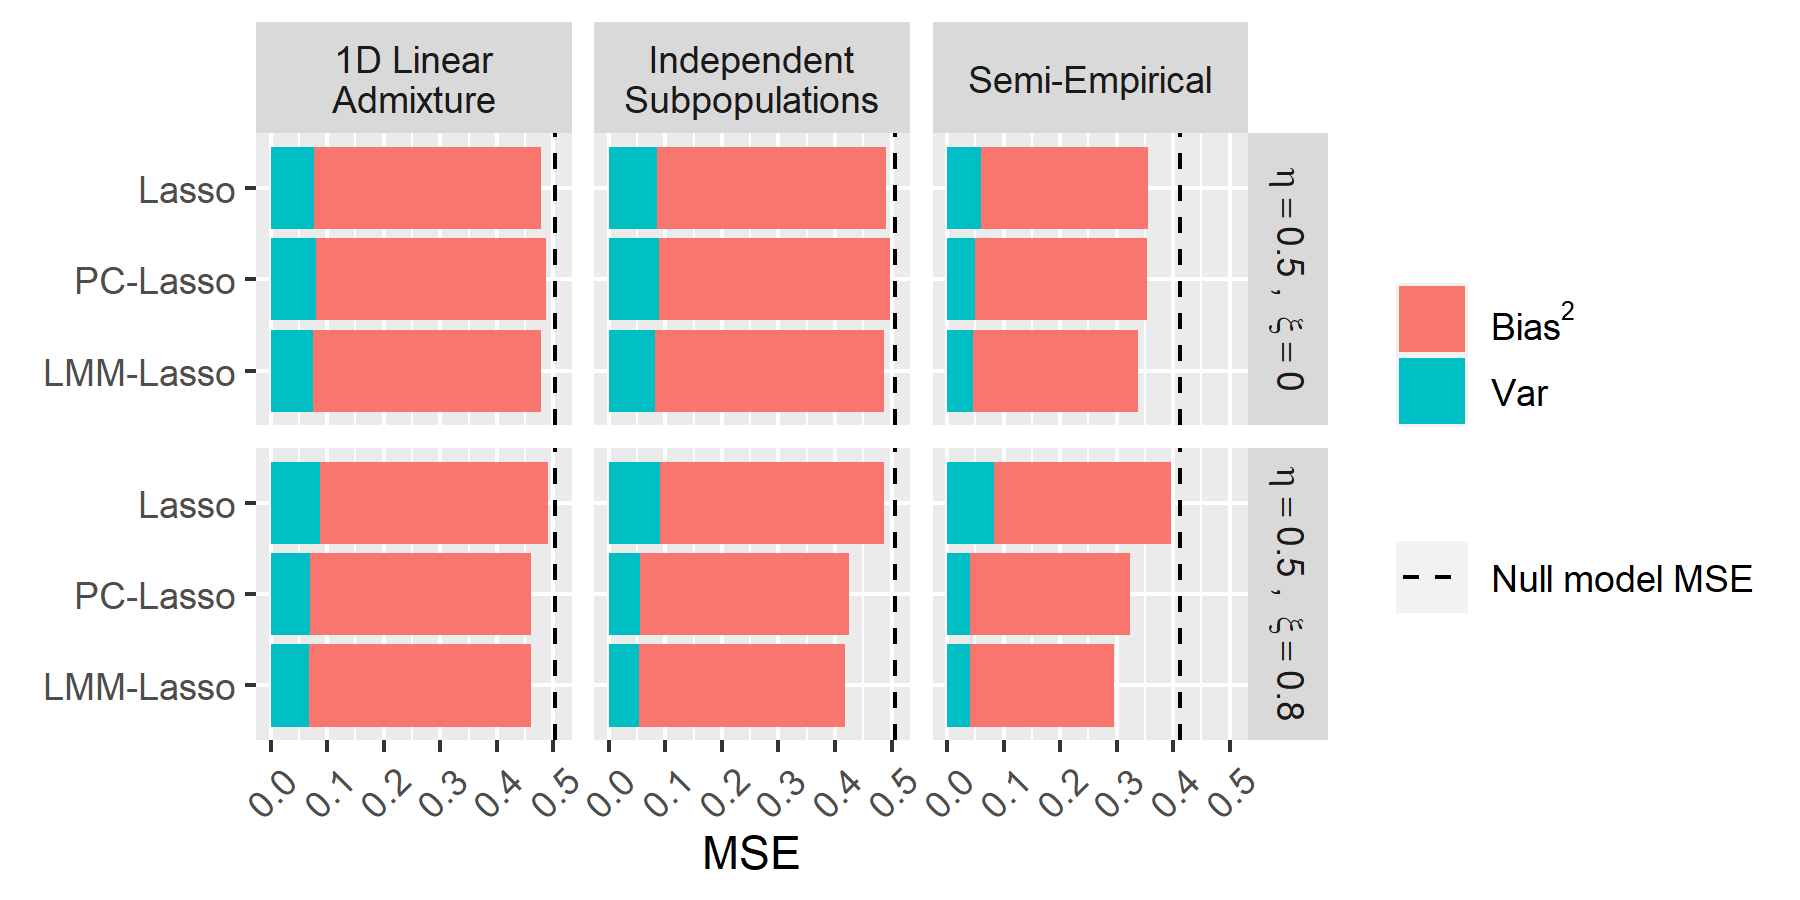 1D Linear
Admixture
Independent
Subpopulations
Semi-Empirical
Lasso
PC-Lasso
LMM-Lasso
η = 0.5 , ξ = 0
Lasso
PC-Lasso
LMM-Lasso
η = 0.5 , ξ = 0.8
0.0 0.1 0.2 0.3 0.4 0.5
0.0 0.1 0.2 0.3 0.4 0.5
0.0 0.1 0.2 0.3 0.4 0.5
MSE
Bias²
Var
Null model MSE